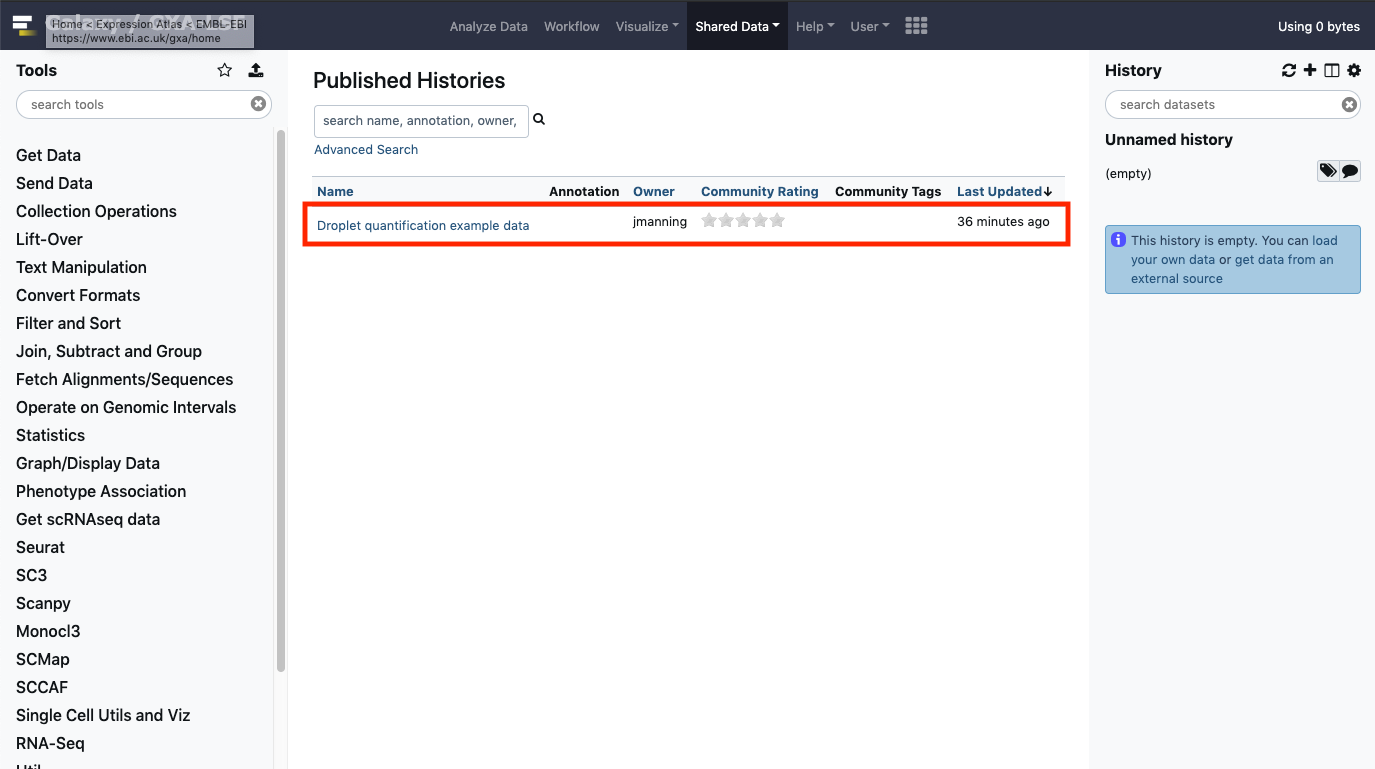 Home < Expression Atlas < EMBL-EBI
https://www.ebi.ac.uk/gxa/home
Analyze Data Workflow Visualize Shared Data Help User Using 0 bytes
Tools
search tools
Get Data
Send Data
Collection Operations
Lift-Over
Text Manipulation
Convert Formats
Filter and Sort
Join, Subtract and Group
Fetch Alignments/Sequences
Operate on Genomic Intervals
Statistics
Graph/Display Data
Phenotype Association
Get scRNAseq data
Seurat
SC3
Scanpy
Monocl3
SCMap
SCCAF
Single Cell Utils and Viz
RNA-Seq
Published Histories
search name, annotation, owner,
Advanced Search
Name Annotation Owner Community Rating Community Tags Last Updated
Droplet quantification example data jmanning 36 minutes ago
History
search datasets
Unnamed history
(empty)
This history is empty. You can load
your own data or get data from an
external source